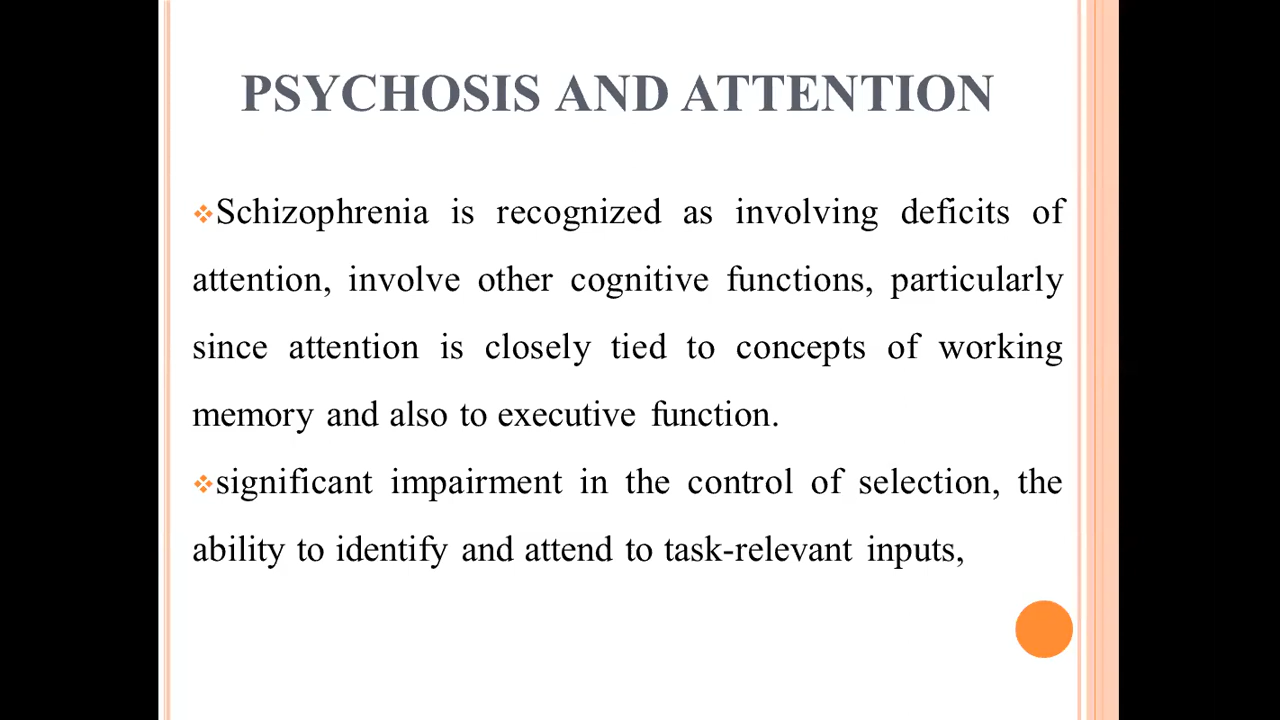 PSYCHOSIS AND ATTENTION
❖Schizophrenia is recognized as involving deficits of
attention, involve other cognitive functions, particularly
since attention is closely tied to concepts of working
memory and also to executive function.
❖significant impairment in the control of selection, the
ability to identify and attend to task-relevant inputs,